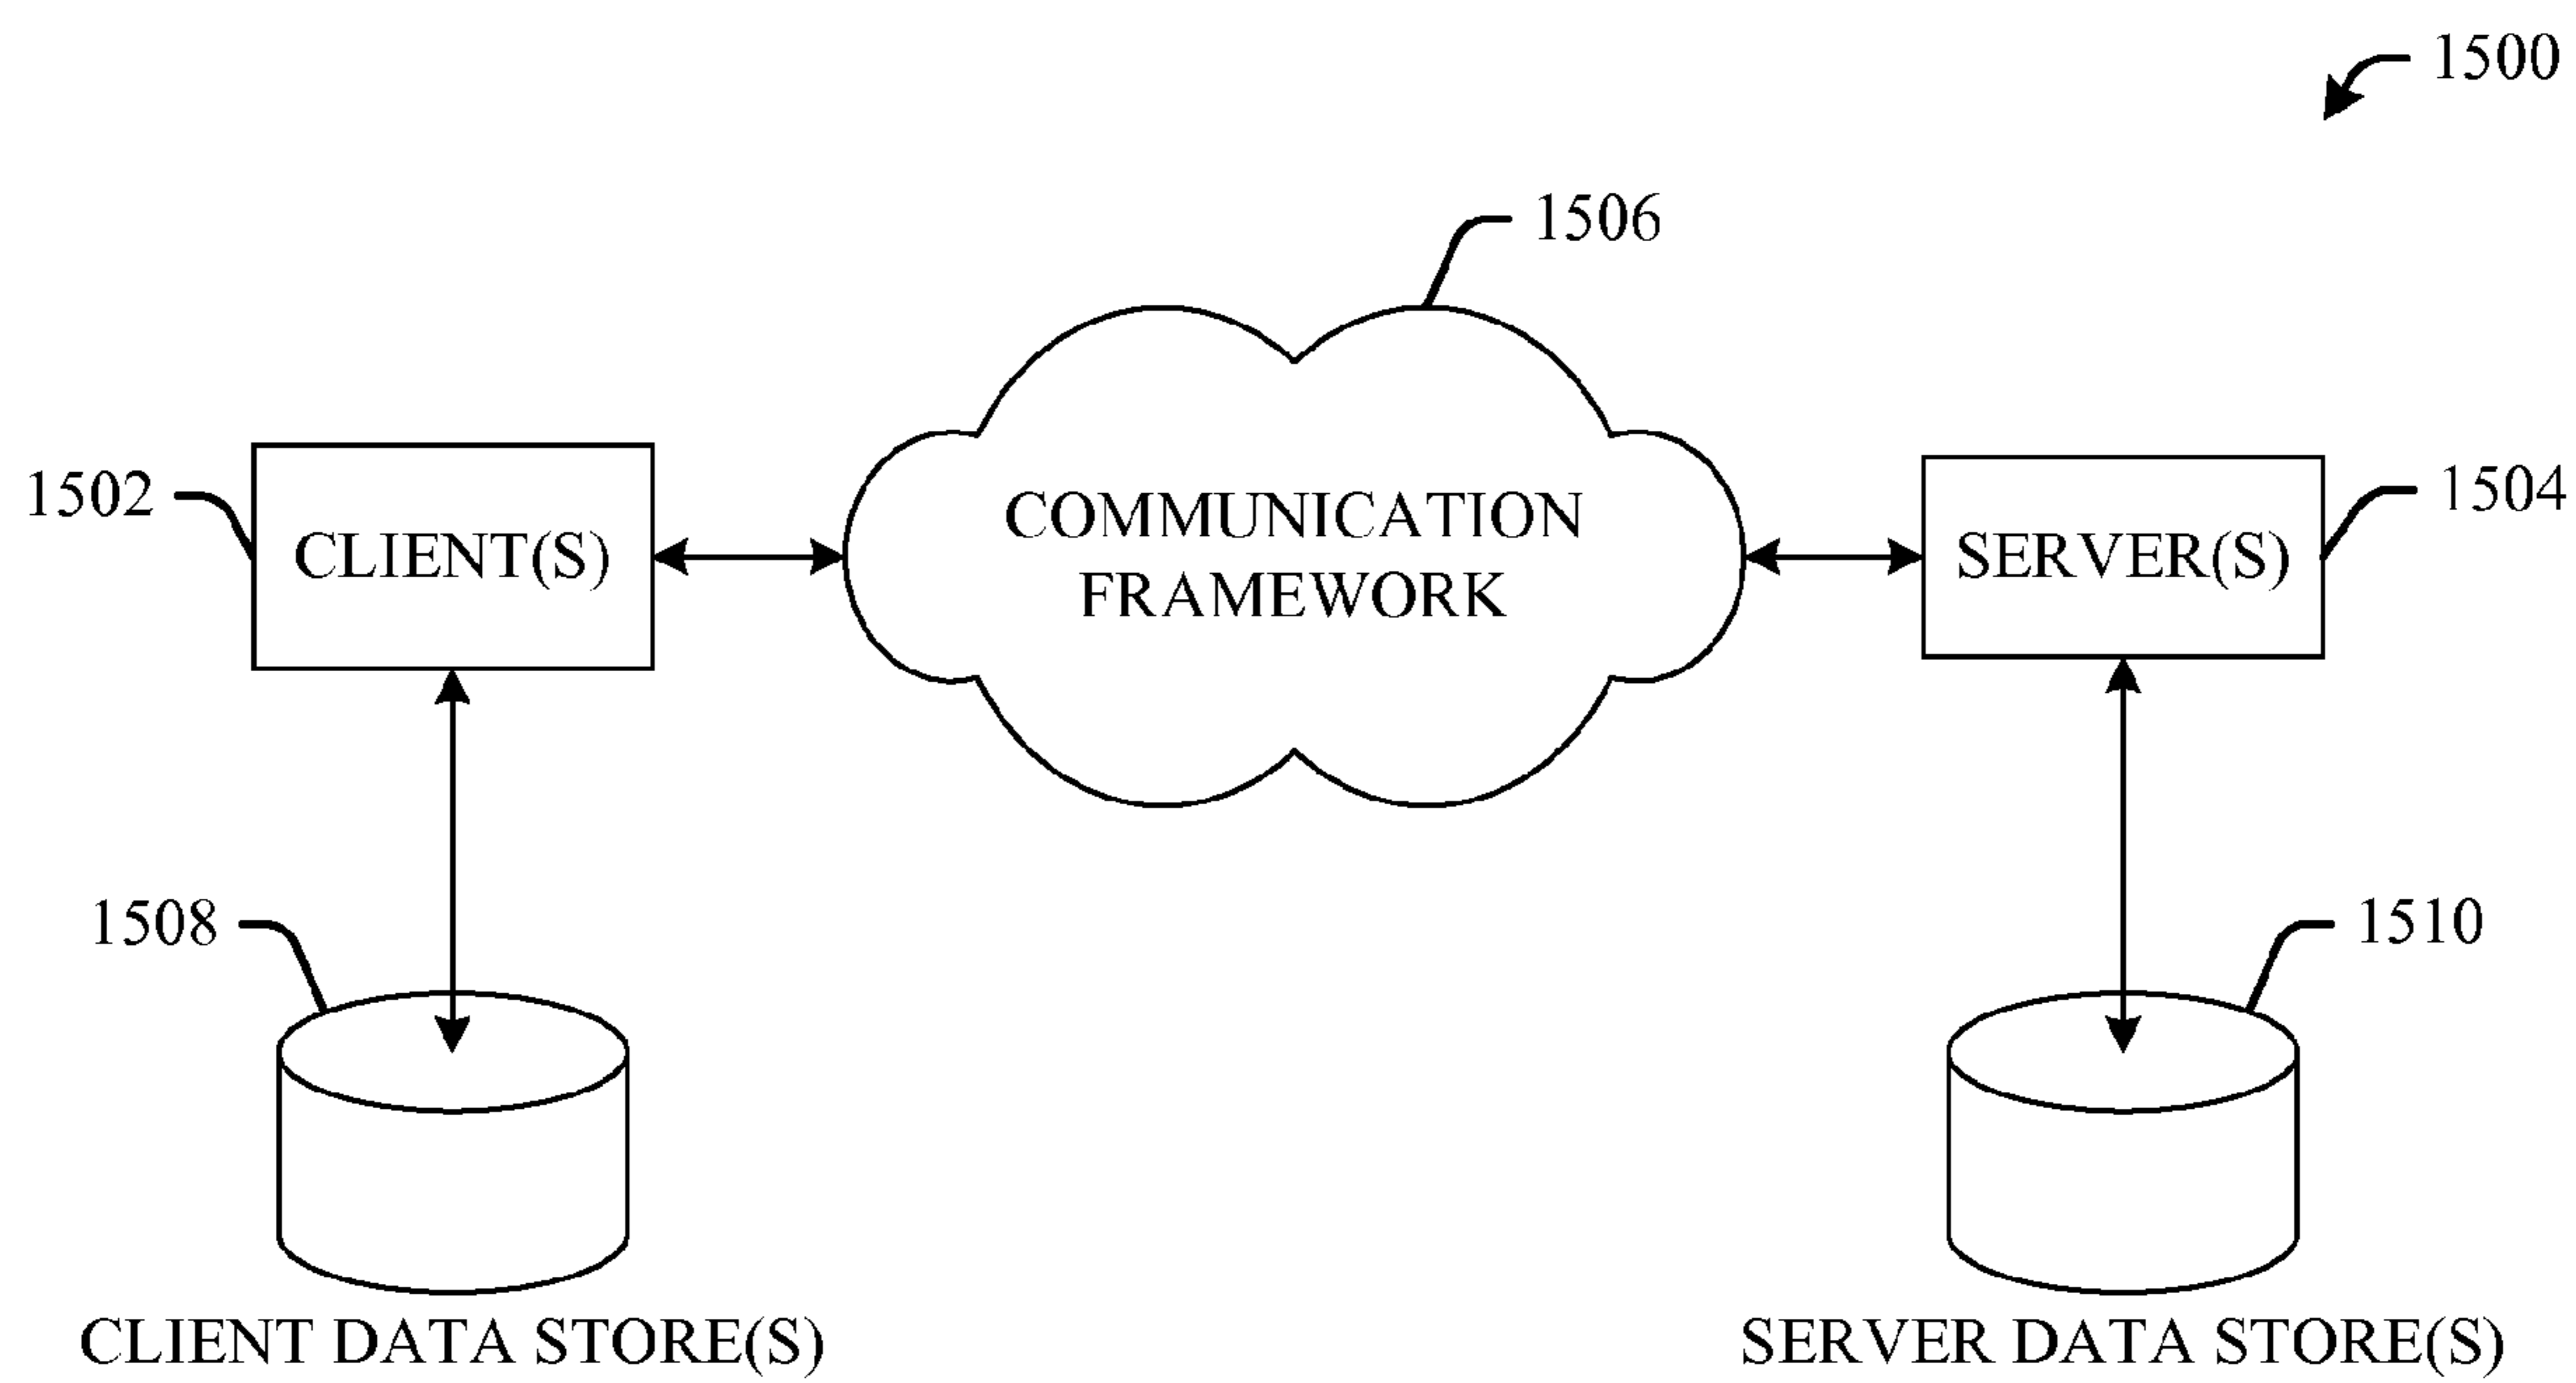 1500
1506
1502
CLIENT(S)
COMMUNICATION
FRAMEWORK
SERVER(S)
1504
1508
1510
CLIENT DATA STORE(S)
SERVER DATA STORE(S)